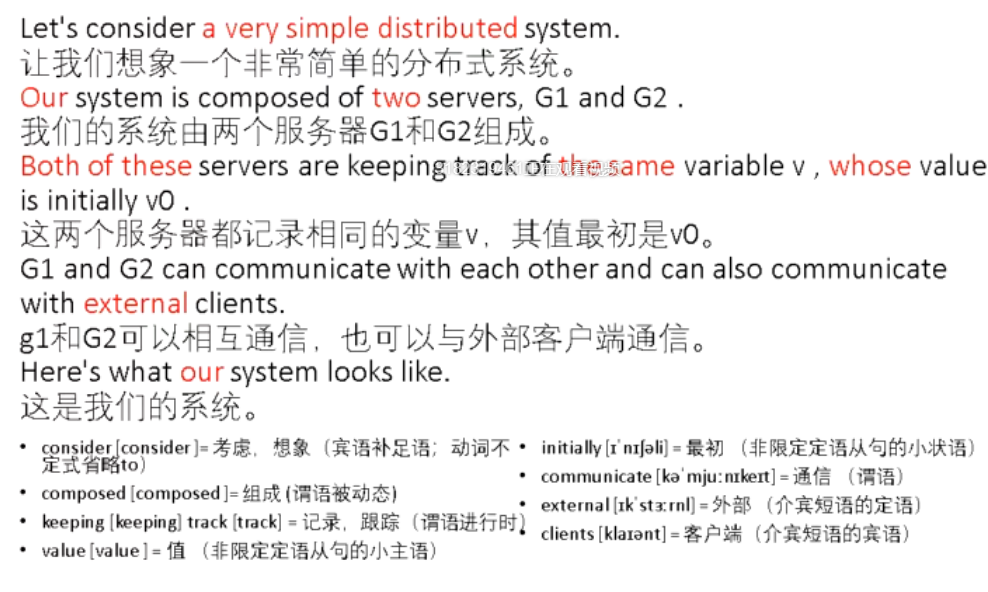 Let's consider a very simple distributed system.
让我们想象一个非常简单的分布式系统。
Our system is composed of two servers, G1 and G2 .
我们的系统由两个服务器G1和G2组成。
Both of these servers are keeping track of the same variable v , whose value
is initially v0 .
这两个服务器都记录相同的变量v，其值最初是v0。
G1 and G2 can communicate with each other and can also communicate
with external clients.
g1和G2可以相互通信，也可以与外部客户端通信。
Here's what our system looks like.
这是我们的系统。
• consider [consider ]= 考虑，想象（宾语补足语；动词不
定式省略to）
• composed [composed ]= 组成 (谓语被动态)
• keeping [keeping] track [track] = 记录，跟踪（谓语进行时）
• value [value ] = 值 （非限定定语从句的小主语）
• initially [ɪˈnɪʃəli] = 最初 （非限定定语从句的小状语）
communicate [kəˈmjuːnɪkeɪt] = 通信 （谓语）
• external [ɪkˈstɜːrnl] = 外部 （介宾短语的定语）
• clients [klaɪənt] = 客户端 （介宾短语的宾语）